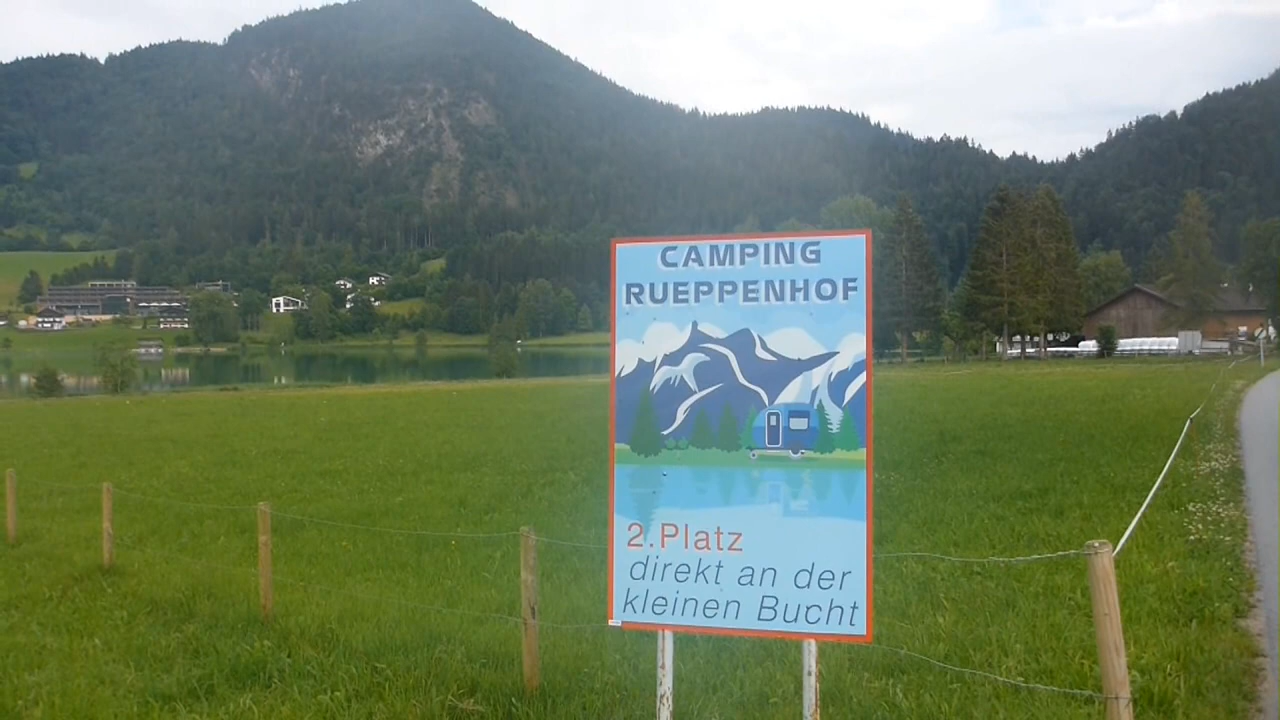 CAMPING
RUEPPENHOF
2.Platz
direkt an der
kleinen Bucht